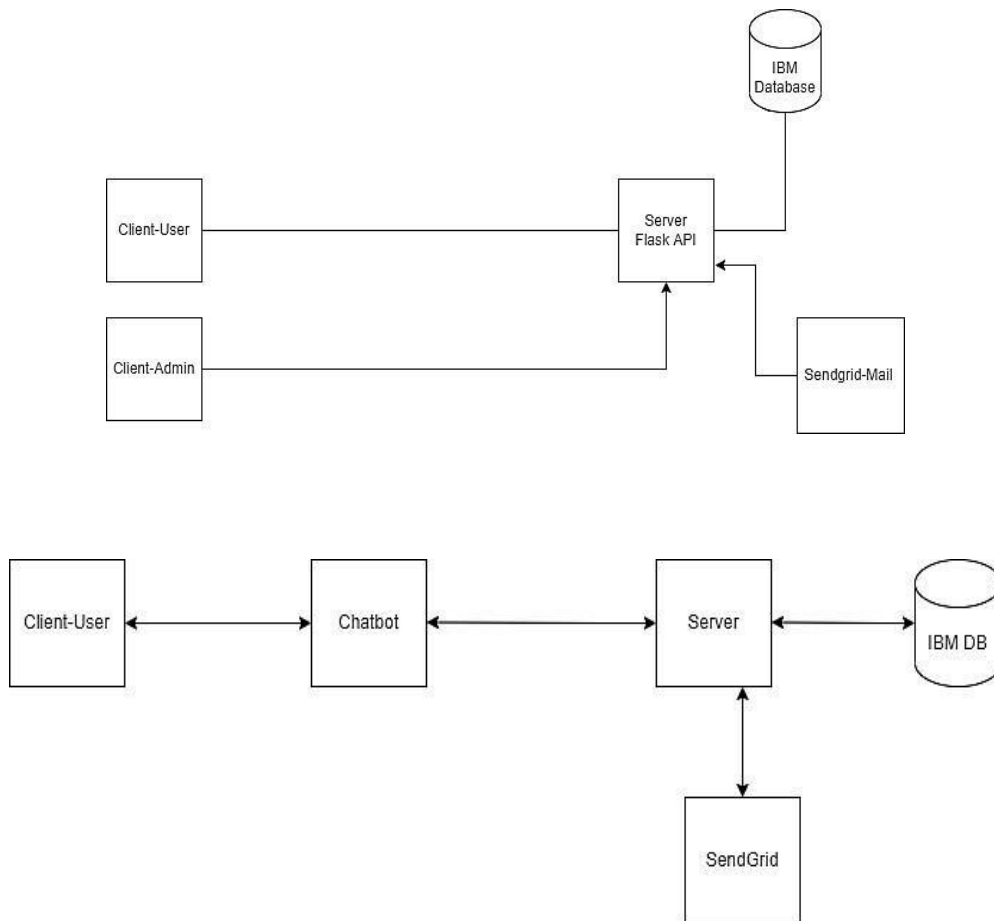 IBM
Database
Client-User
Server
Flask API
Client-Admin
Sendgrid-Mail
Client-User
Chatbot
Server
IBM DB
SendGrid